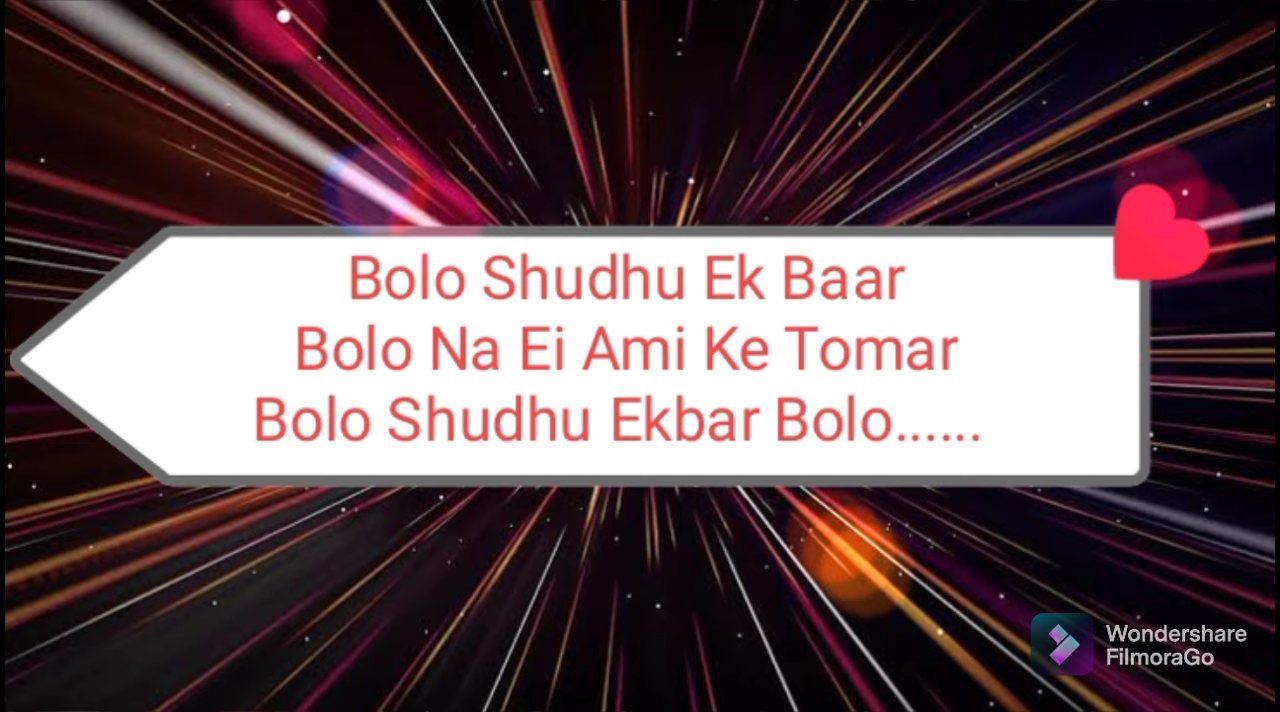 Bolo Shudhu Ek Baar
Bolo Na Ei Ami Ke Tomar
Bolo Shudhu Ekbar Bolo......
Wondershare
FilmoraGo